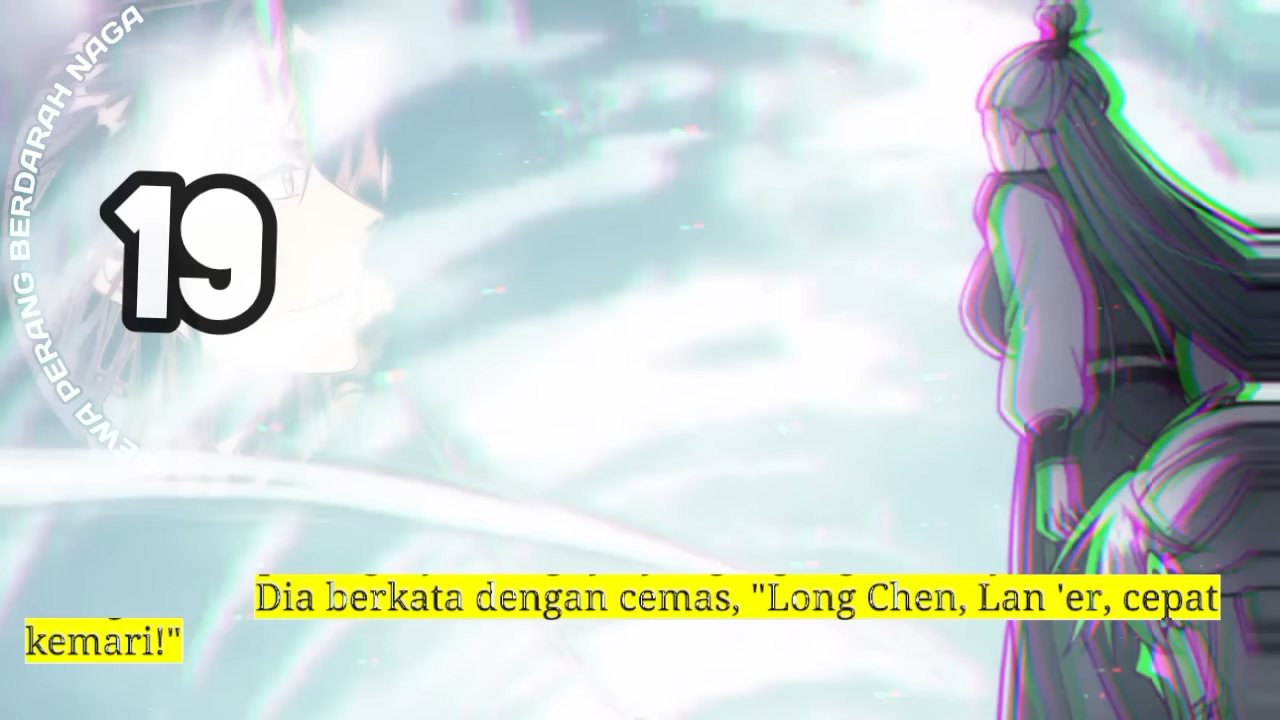 DEWA PERANG BERDARAH NAGA
19
Dia berkata dengan cemas, "Long Chen, Lan 'er, cepat
kemari!"